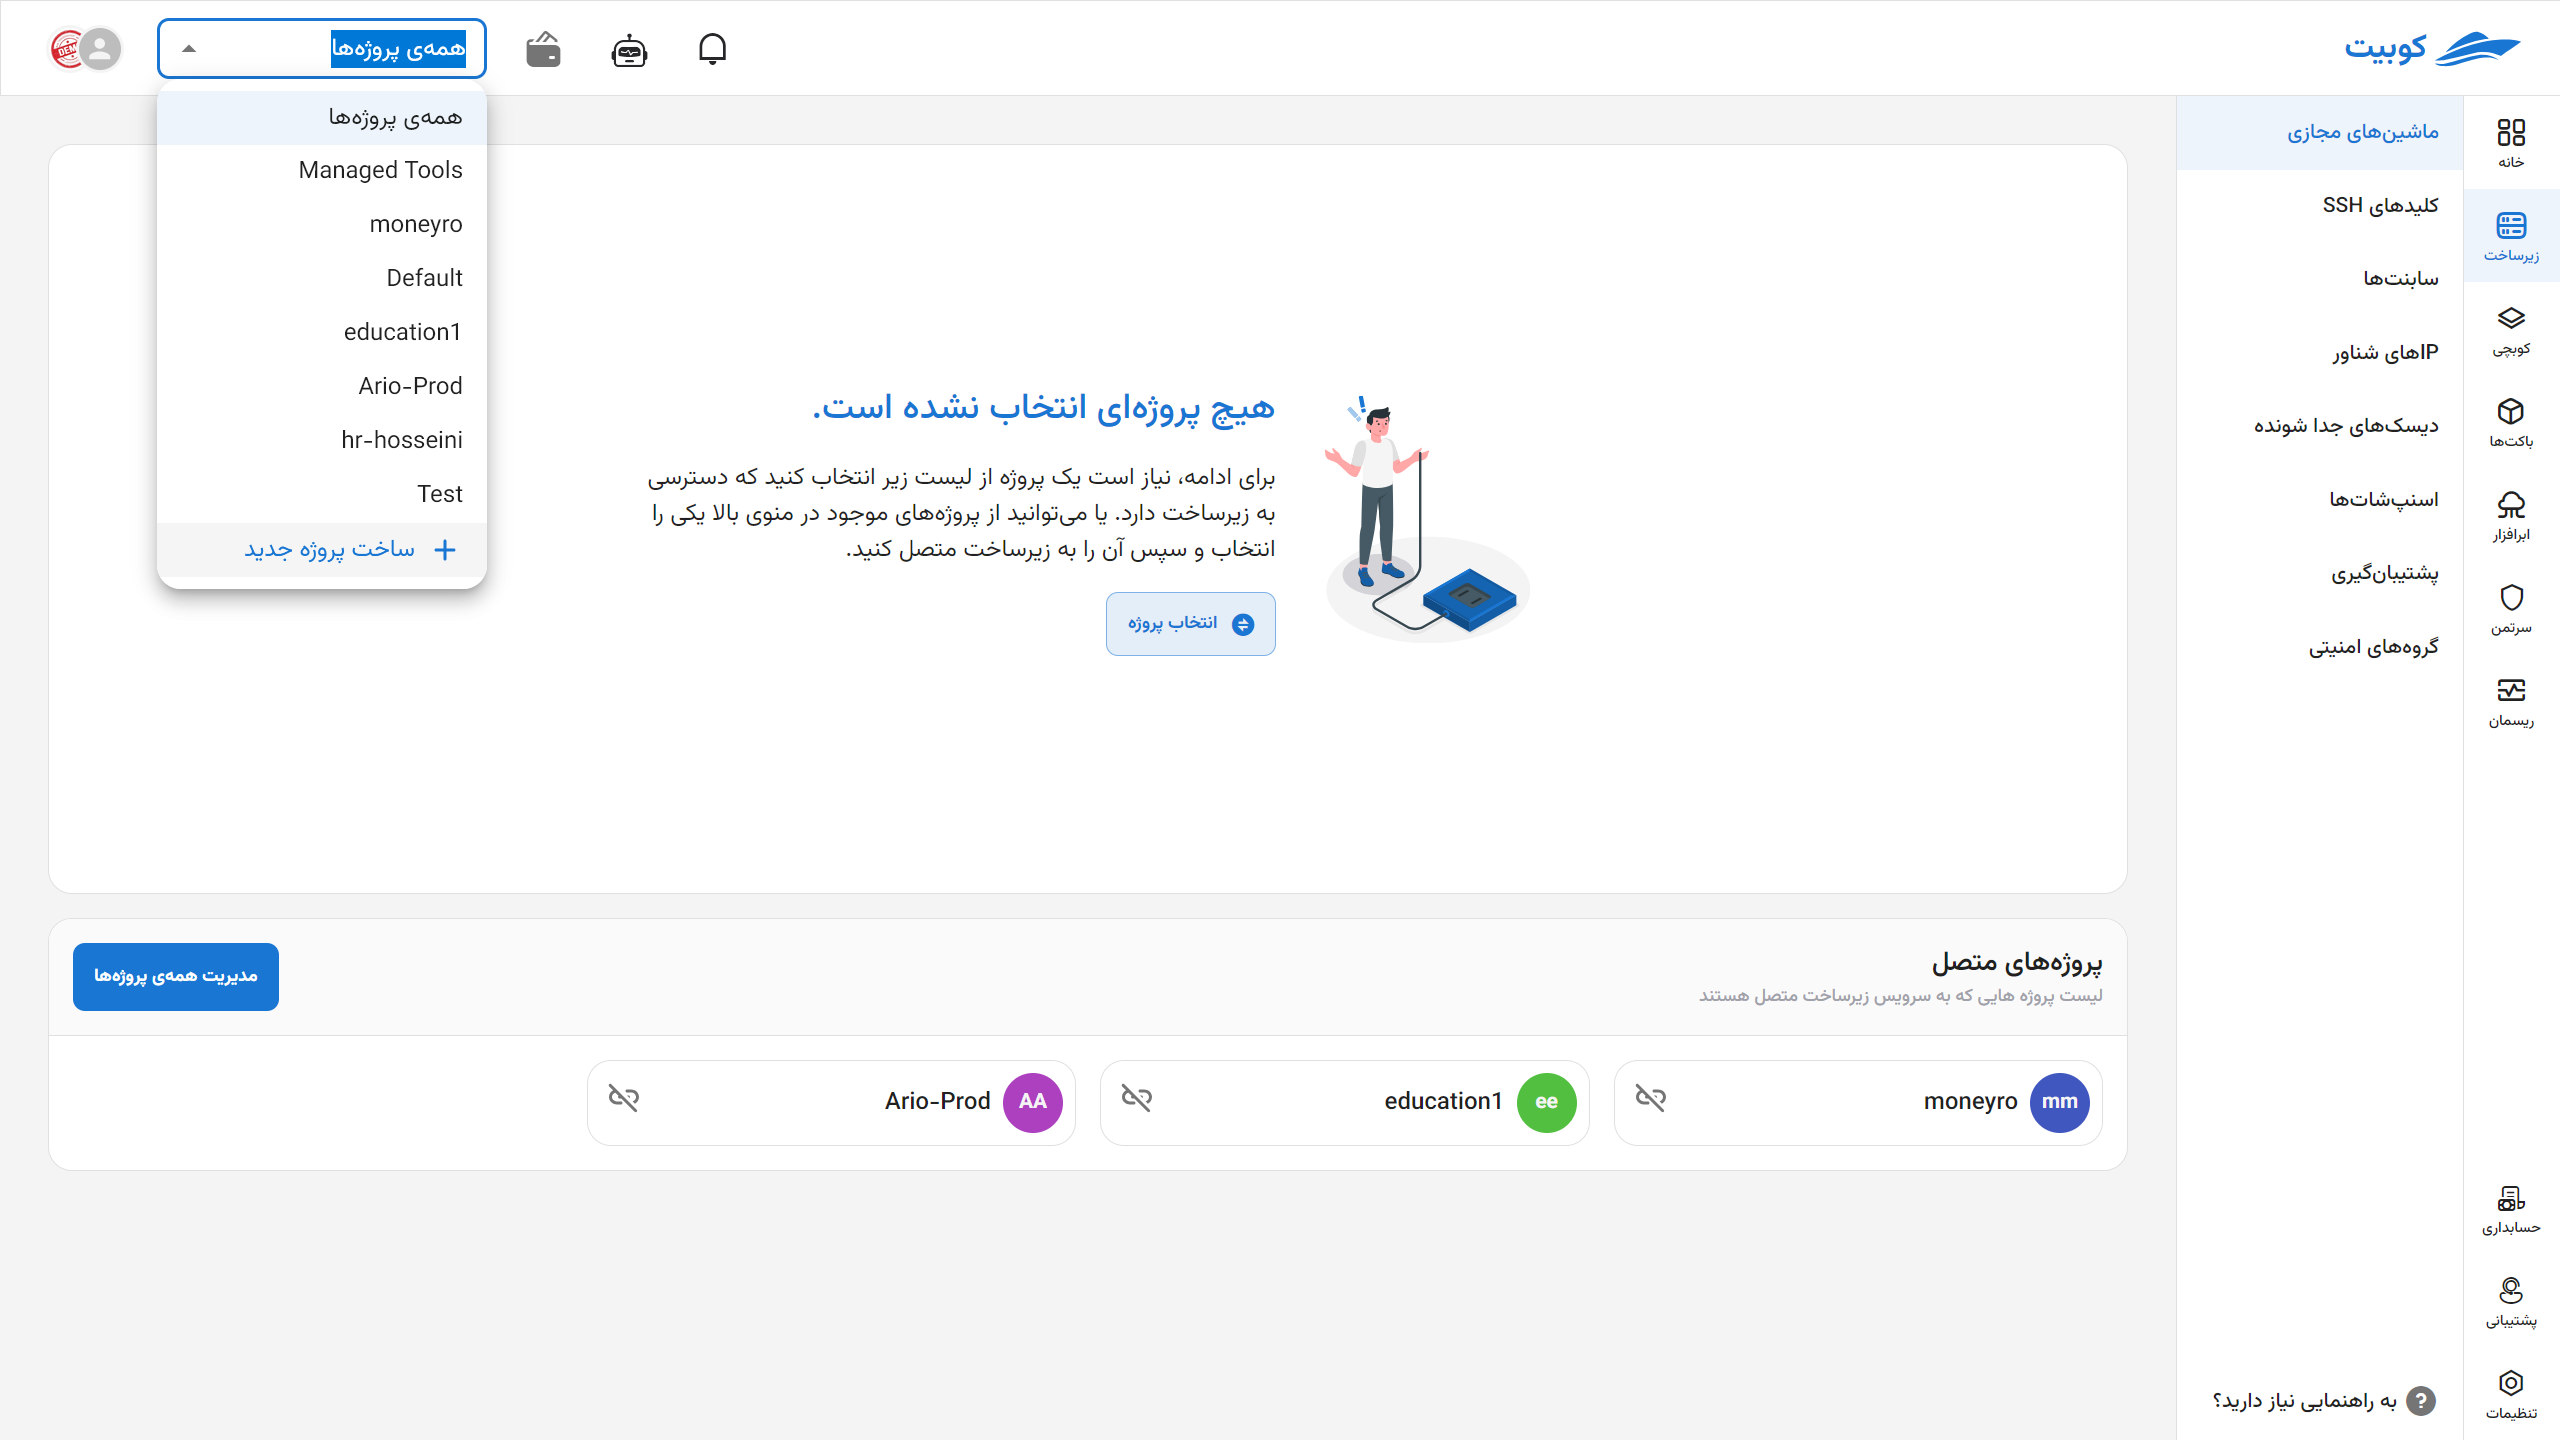 کوبیت
همه‌ی پروژه‌ها
همه‌ی پروژه‌ها
Managed Tools
moneyro
Default
education1
Ario-Prod
hr-hosseini
Test
ساخت پروژه جدید
خانه
زیرساخت
کوبچی
باکت‌ها
ابرافزار
سرتمن
ریسمان
حسابداری
پشتیبانی
تنظیمات
ماشین‌های مجازی
کلیدهای SSH
سابنت‌ها
IPهای شناور
دیسک‌های جدا شونده
اسنپ‌شات‌ها
پشتیبان‌گیری
گروه‌های امنیتی
به راهنمایی نیاز دارید؟
هیچ پروژه‌ای انتخاب نشده است.
برای ادامه، نیاز است یک پروژه از لیست زیر انتخاب کنید که دسترسی
به زیرساخت دارد. یا می‌توانید از پروژه‌های موجود در منوی بالا یکی را
انتخاب و سپس آن را به زیرساخت متصل کنید.
انتخاب پروژه
پروژه‌های متصل
لیست پروژه هایی که به سرویس زیرساخت متصل هستند
مدیریت همه‌ی پروژه‌ها
mm
moneyro
ee
education1
AA
Ario-Prod